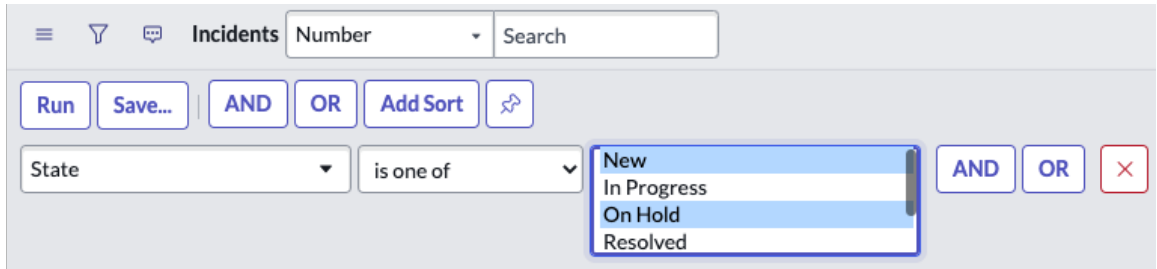 Incidents Number Search
Run Save... AND OR Add Sort
State is one of New AND OR
In Progress
On Hold
Resolved